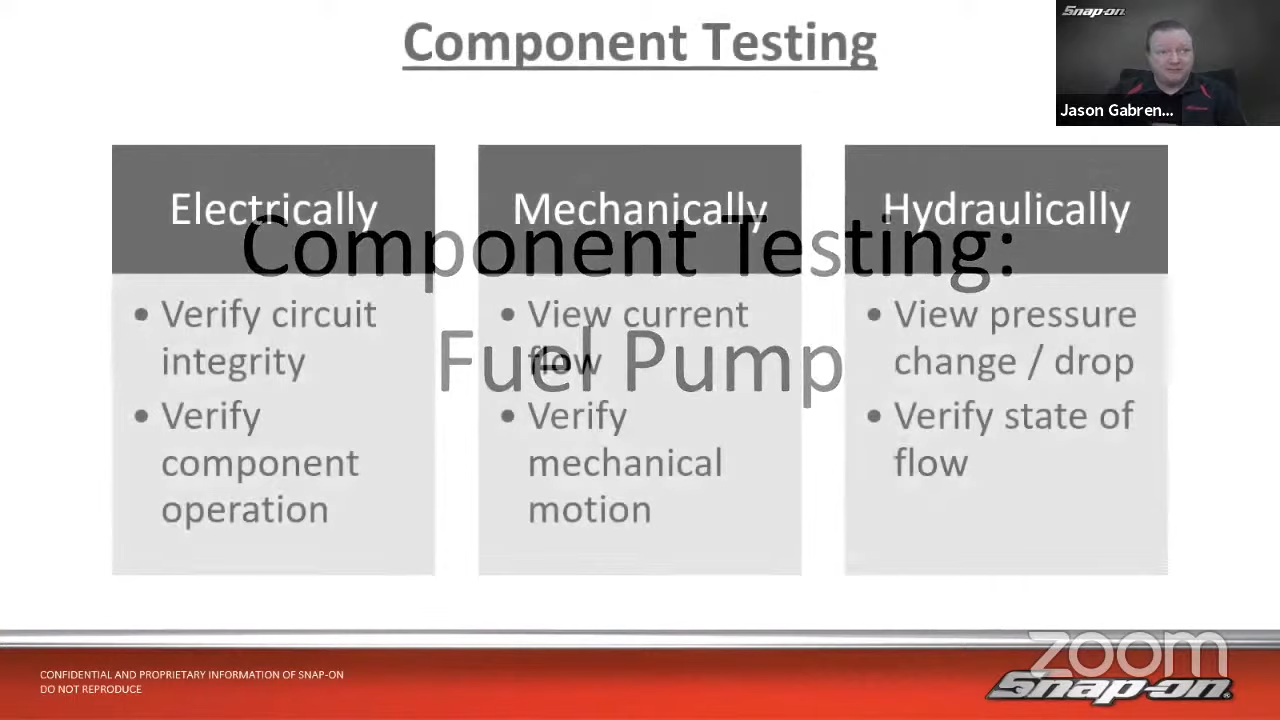 Component Testing
Snap-on
Jason Gabren...
Electrically
Mechanically
Hydraulically
Component Testing:
Fuel Pump
• Verify circuit
integrity
• Verify
component
operation
• View current
flow
• Verify
mechanical
motion
• View pressure
change / drop
• Verify state of
flow
CONFIDENTIAL AND PROPRIETARY INFORMATION OF SNAP-ON
DO NOT REPRODUCE
zoom
Snap-on